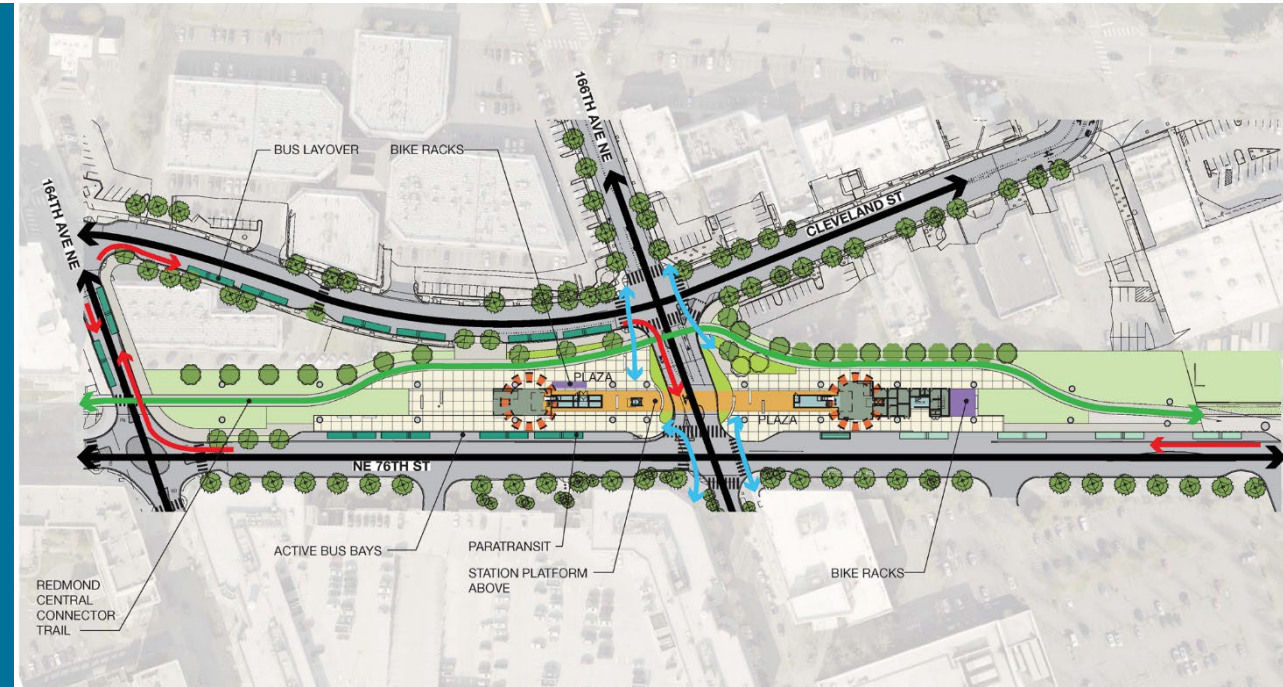 166TH AVE NE
BUS LAYOVER
BIKE RACKS
164TH AVE NE
CLEVELAND ST
PLAZA
PLAZA
NE 76TH ST
ACTIVE BUS BAYS
PARATRANSIT
STATION PLATFORM
ABOVE
BIKE RACKS
REDMOND
CENTRAL
CONNECTOR
TRAIL